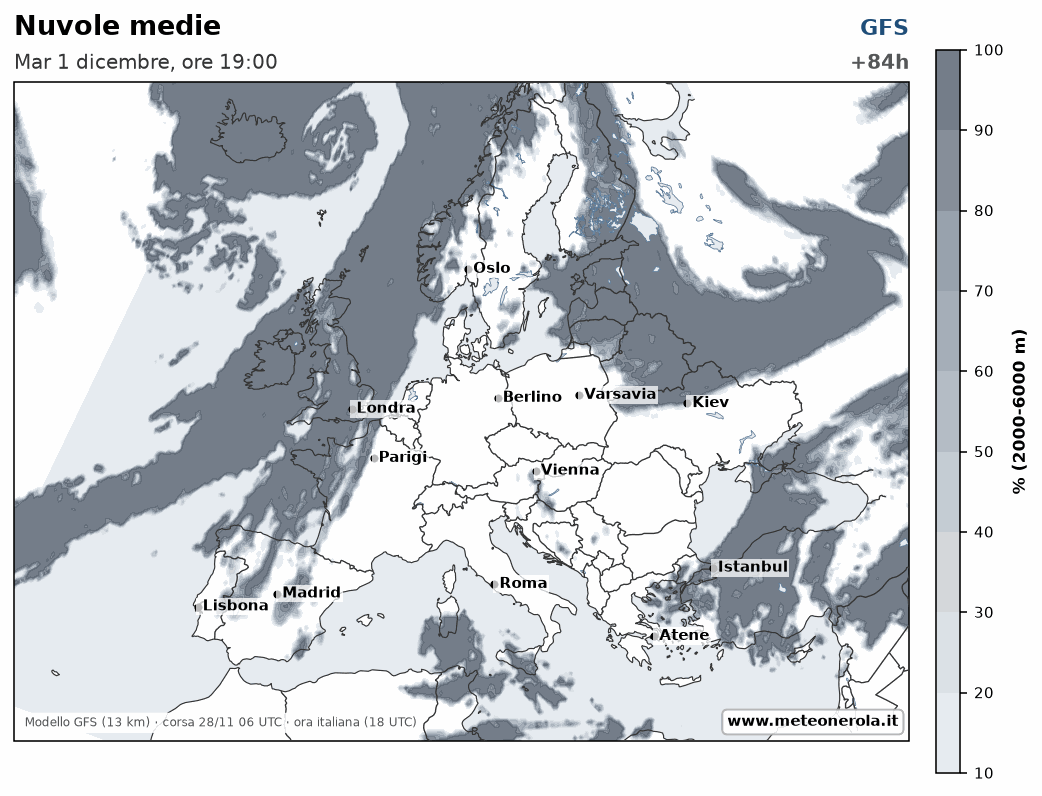 Nuvole medie
GFS
Mar 1 dicembre, ore 19:00
+84h
100
90
80
70
60
50
40
30
20
10
% (2000-6000 m)
Oslo
Berlino
Varsavia
Kiev
Londra
Parigi
Vienna
Istanbul
Roma
Madrid
Lisbona
Atene
Modello GFS (13 km) · corsa 28/11 06 UTC · ora italiana (18 UTC)
www.meteonerola.it